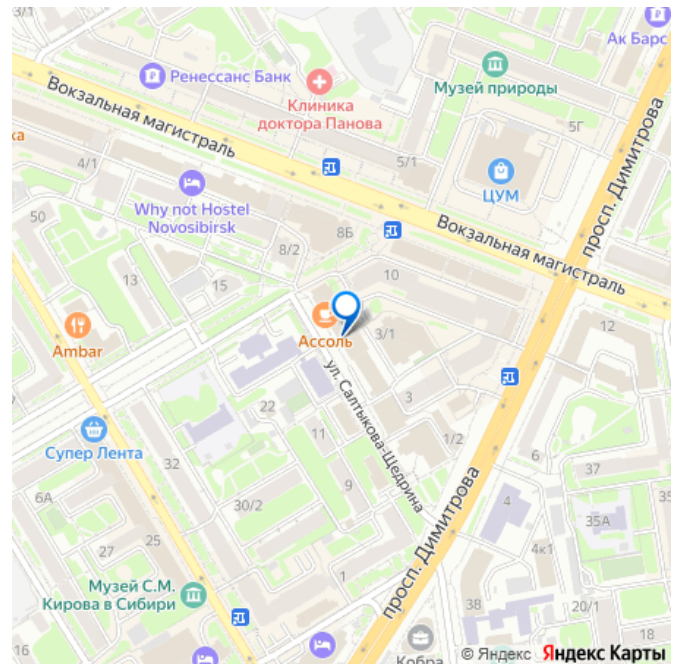 3/1
Ак Барс
Ренессанс Банк
Музей природы
5Г
Клиника
доктора Панова
Вокзальная магистраль
просп. Димитрова
ка
4/1
5/1
ЦУМ
Why not Hostel
Novosibirsk
50
8Б
8/2
Вокзальная магистраль
13
15
10
12
Ambar
Ассоль
3/1
ул. Салтыкова-Щедрина
22
3
11
1/2
Супер Лента
32
6
37
6А
30/2
9
4
35А
просп. Димитрова
27
25
4к1
Музей С.М.
Кирова в Сибири
1
38
20/1
18
16
Кобра
© Яндекс Яндекс Карты